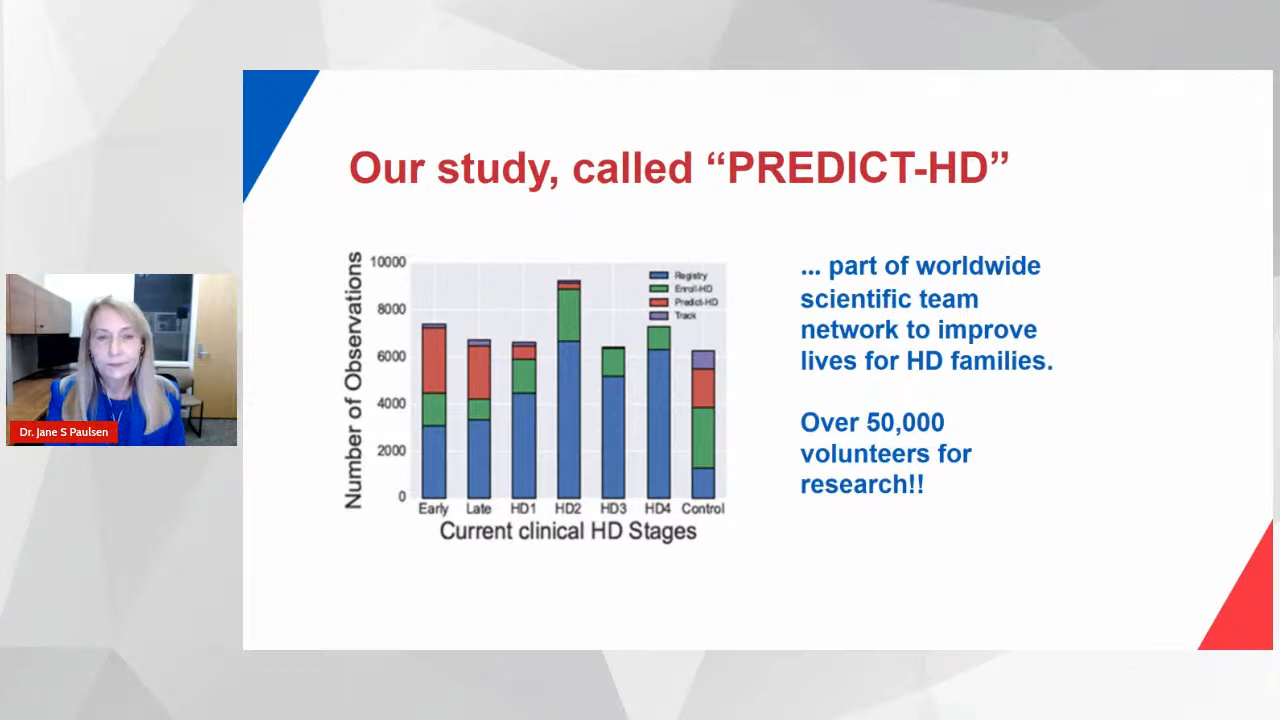 Our study, called “PREDICT-HD”
Dr. Jane S Paulsen
Number of Observations
10000
8000
6000
4000
2000
0
Registry
Enroll-HD
Predict-HD
Track
Early Late HD1 HD2 HD3 HD4 Control
Current clinical HD Stages
... part of worldwide
scientific team
network to improve
lives for HD families.
Over 50,000
volunteers for
research!!